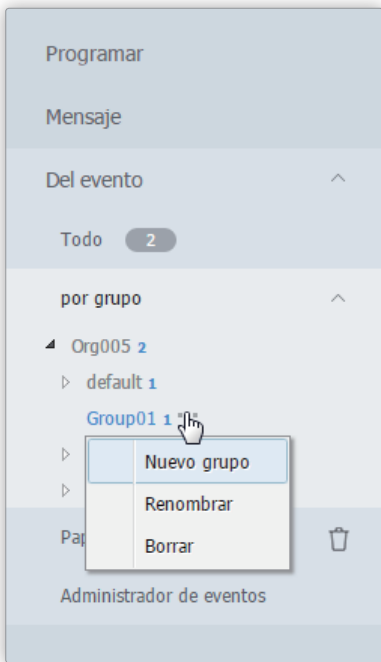 Programar
Mensaje
Del evento
Todo 2
por grupo
Org005 2
default 1
Group01 1
Nuevo grupo
Renombrar
Borrar
Administrador de eventos